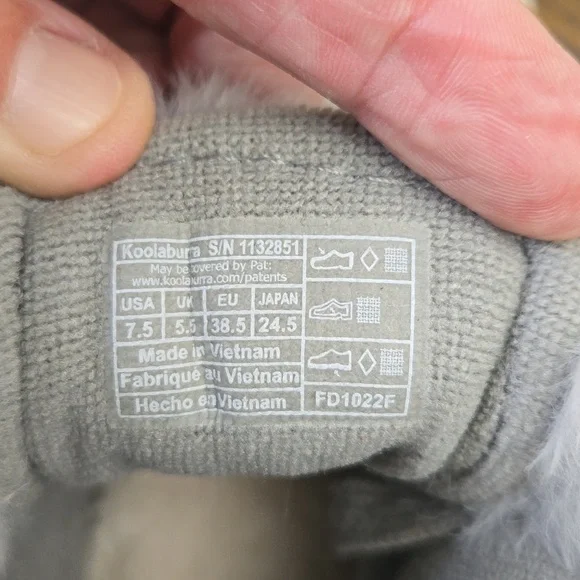 Koolaburra S/N 1132851
May be covered by Pat:
www.koolaburra.com/patents
USA UK EU JAPAN
7.5 5.5 38.5 24.5
Made in Vietnam
Fabriqué au Vietnam
Hecho en Vietnam
FD1022F